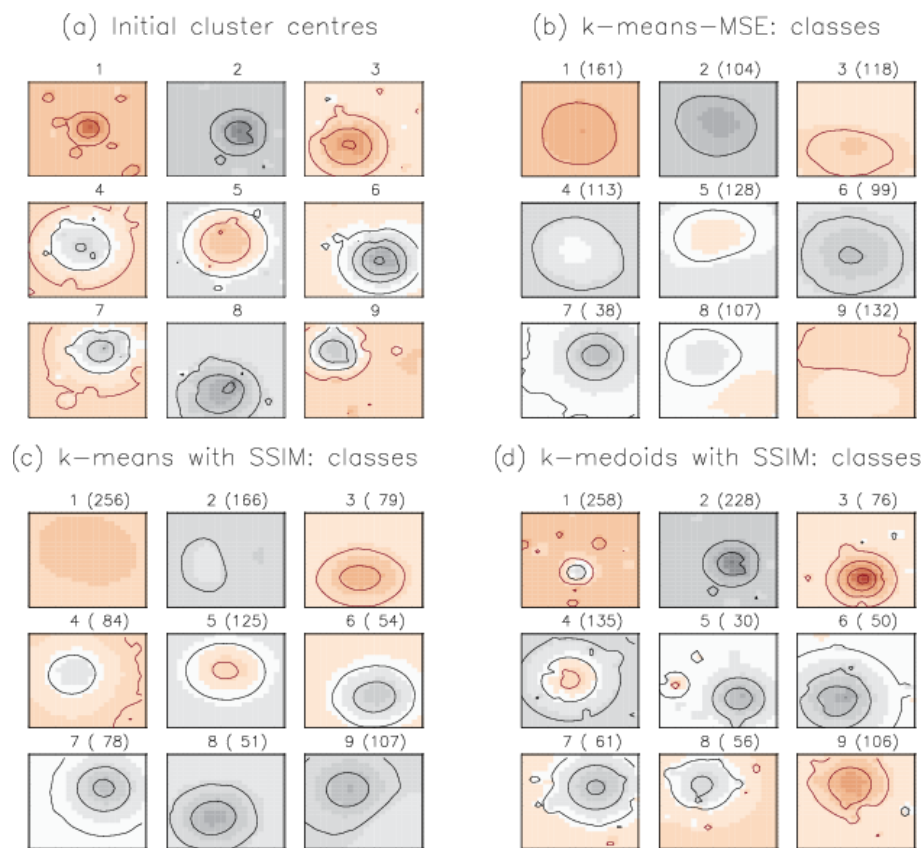 (a) Initial cluster centres
1 2 3
4 5 6
7 8 9
(b) k-means-MSE: classes
1 (161) 2 (104) 3 (118)
4 (113) 5 (128) 6 ( 99)
7 ( 38) 8 (107) 9 (132)
(c) k-means with SSIM: classes
1 (256) 2 (166) 3 ( 79)
4 ( 84) 5 (125) 6 ( 54)
7 ( 78) 8 ( 51) 9 (107)
(d) k-medoids with SSIM: classes
1 (258) 2 (228) 3 ( 76)
4 (135) 5 ( 30) 6 ( 50)
7 ( 61) 8 ( 56) 9 (106)